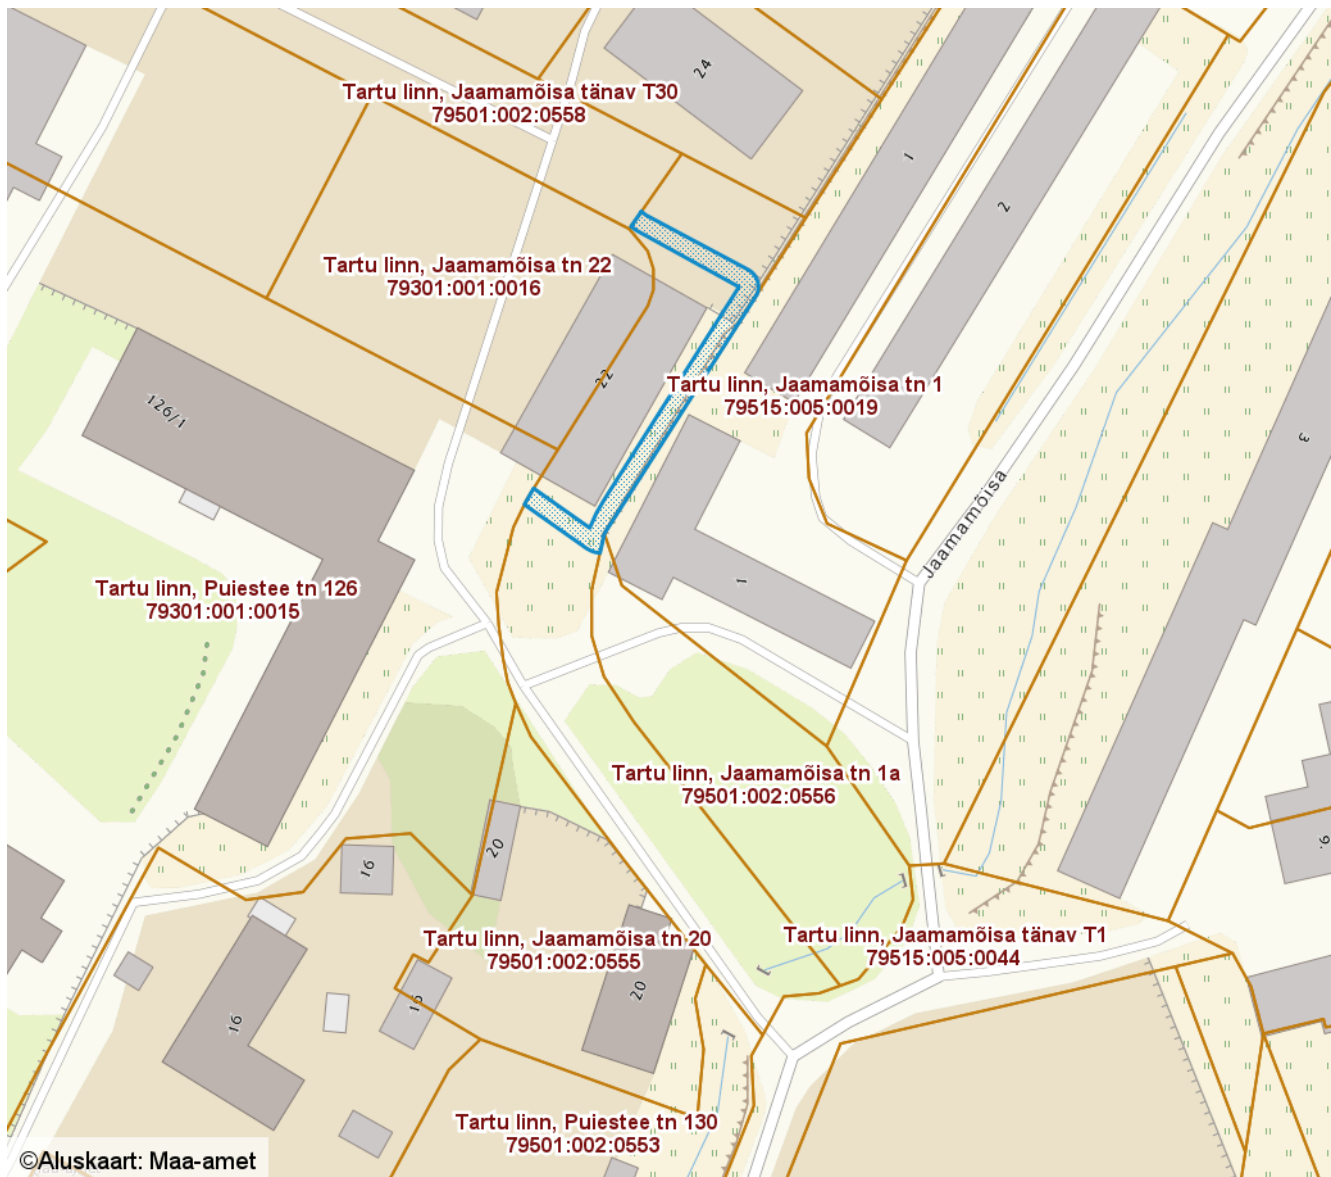 24
Tartu linn, Jaamamõisa tänav T30
79501:002:0558
1
2
Tartu linn, Jaamamõisa tn 22
79301:001:0016
22
Tartu linn, Jaamamõisa tn 1
79515:005:0019
126/1
3
Jaamamõisa
1
Tartu linn, Puiestee tn 126
79301:001:0015
Tartu linn, Jaamamõisa tn 1a
79501:002:0556
20
16
9.
Tartu linn, Jaamamõisa tn 20
79501:002:0555
Tartu linn, Jaamamõisa tänav T1
79515:005:0044
20
16
16
Tartu linn, Puiestee tn 130
79501:002:0553
©Aluskaart: Maa-amet